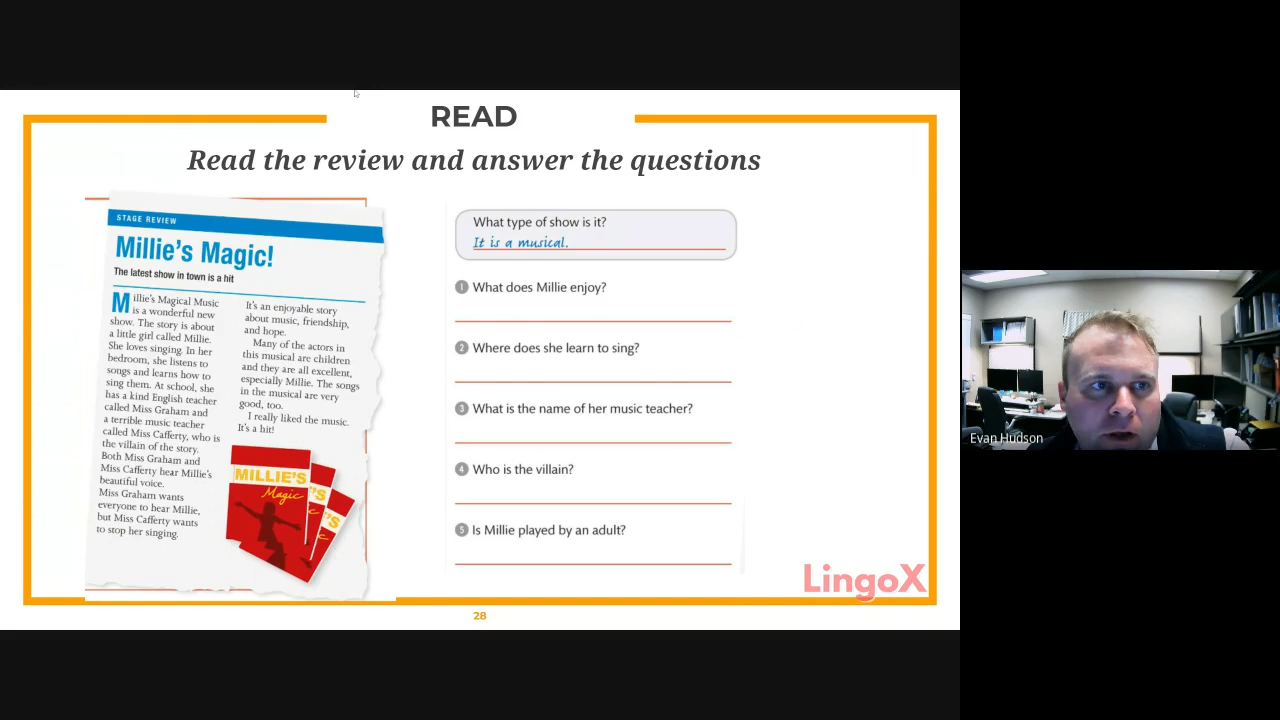 READ
Read the review and answer the questions
STAGE REVIEW
Millie's Magic!
The latest show in town is a hit
Millie's Magical Music
is a wonderful new
show. The story is about
a little girl called Millie.
She loves singing. In her
bedroom, she listens to
songs and learns how to
sing them. At school, she
has a kind English teacher
called Miss Graham and
a terrible music teacher
called Miss Cafferty, who is
the villain of the story.
Both Miss Graham and
Miss Cafferty hear Millie's
beautiful voice.
Miss Graham wants
everyone to hear Millie,
but Miss Cafferty wants
to stop her singing.
It's an enjoyable story
about music, friendship,
and hope.
Many of the actors in
this musical are children
and they are all excellent,
especially Millie. The songs
in the musical are very
good, too.
I really liked the music.
It's a hit!
MILLIE'S
Magic
What type of show is it?
It is a musical.
1 What does Millie enjoy?
2 Where does she learn to sing?
3 What is the name of her music teacher?
4 Who is the villain?
5 Is Millie played by an adult?
LingoX
28
Evan Hudson